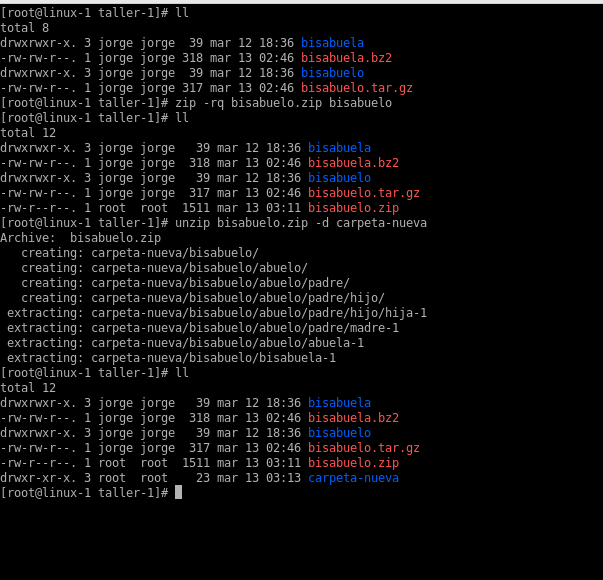 [root@linux-1 taller-1]# ll
total 8
drwxrwxr-x. 3 jorge jorge  39 mar 12 18:36 bisabuela
-rw-rw-r--. 1 jorge jorge 318 mar 13 02:46 bisabuela.bz2
drwxrwxr-x. 3 jorge jorge  39 mar 12 18:36 bisabuelo
-rw-rw-r--. 1 jorge jorge 317 mar 13 02:46 bisabuelo.tar.gz
[root@linux-1 taller-1]# zip -rq bisabuelo.zip bisabuelo
[root@linux-1 taller-1]# ll
total 12
drwxrwxr-x. 3 jorge jorge   39 mar 12 18:36 bisabuela
-rw-rw-r--. 1 jorge jorge  318 mar 13 02:46 bisabuela.bz2
drwxrwxr-x. 3 jorge jorge   39 mar 12 18:36 bisabuelo
-rw-rw-r--. 1 jorge jorge  317 mar 13 02:46 bisabuelo.tar.gz
-rw-r--r--. 1 root  root  1511 mar 13 03:11 bisabuelo.zip
[root@linux-1 taller-1]# unzip bisabuelo.zip -d carpeta-nueva
Archive:  bisabuelo.zip
   creating: carpeta-nueva/bisabuelo/
   creating: carpeta-nueva/bisabuelo/abuelo/
   creating: carpeta-nueva/bisabuelo/abuelo/padre/
   creating: carpeta-nueva/bisabuelo/abuelo/padre/hijo/
 extracting: carpeta-nueva/bisabuelo/abuelo/padre/hijo/hija-1
 extracting: carpeta-nueva/bisabuelo/abuelo/padre/madre-1
 extracting: carpeta-nueva/bisabuelo/abuelo/abuela-1
 extracting: carpeta-nueva/bisabuelo/bisabuela-1
[root@linux-1 taller-1]# ll
total 12
drwxrwxr-x. 3 jorge jorge   39 mar 12 18:36 bisabuela
-rw-rw-r--. 1 jorge jorge  318 mar 13 02:46 bisabuela.bz2
drwxrwxr-x. 3 jorge jorge   39 mar 12 18:36 bisabuelo
-rw-rw-r--. 1 jorge jorge  317 mar 13 02:46 bisabuelo.tar.gz
-rw-r--r--. 1 root  root  1511 mar 13 03:11 bisabuelo.zip
drwxr-xr-x. 3 root  root    23 mar 13 03:13 carpeta-nueva
[root@linux-1 taller-1]#